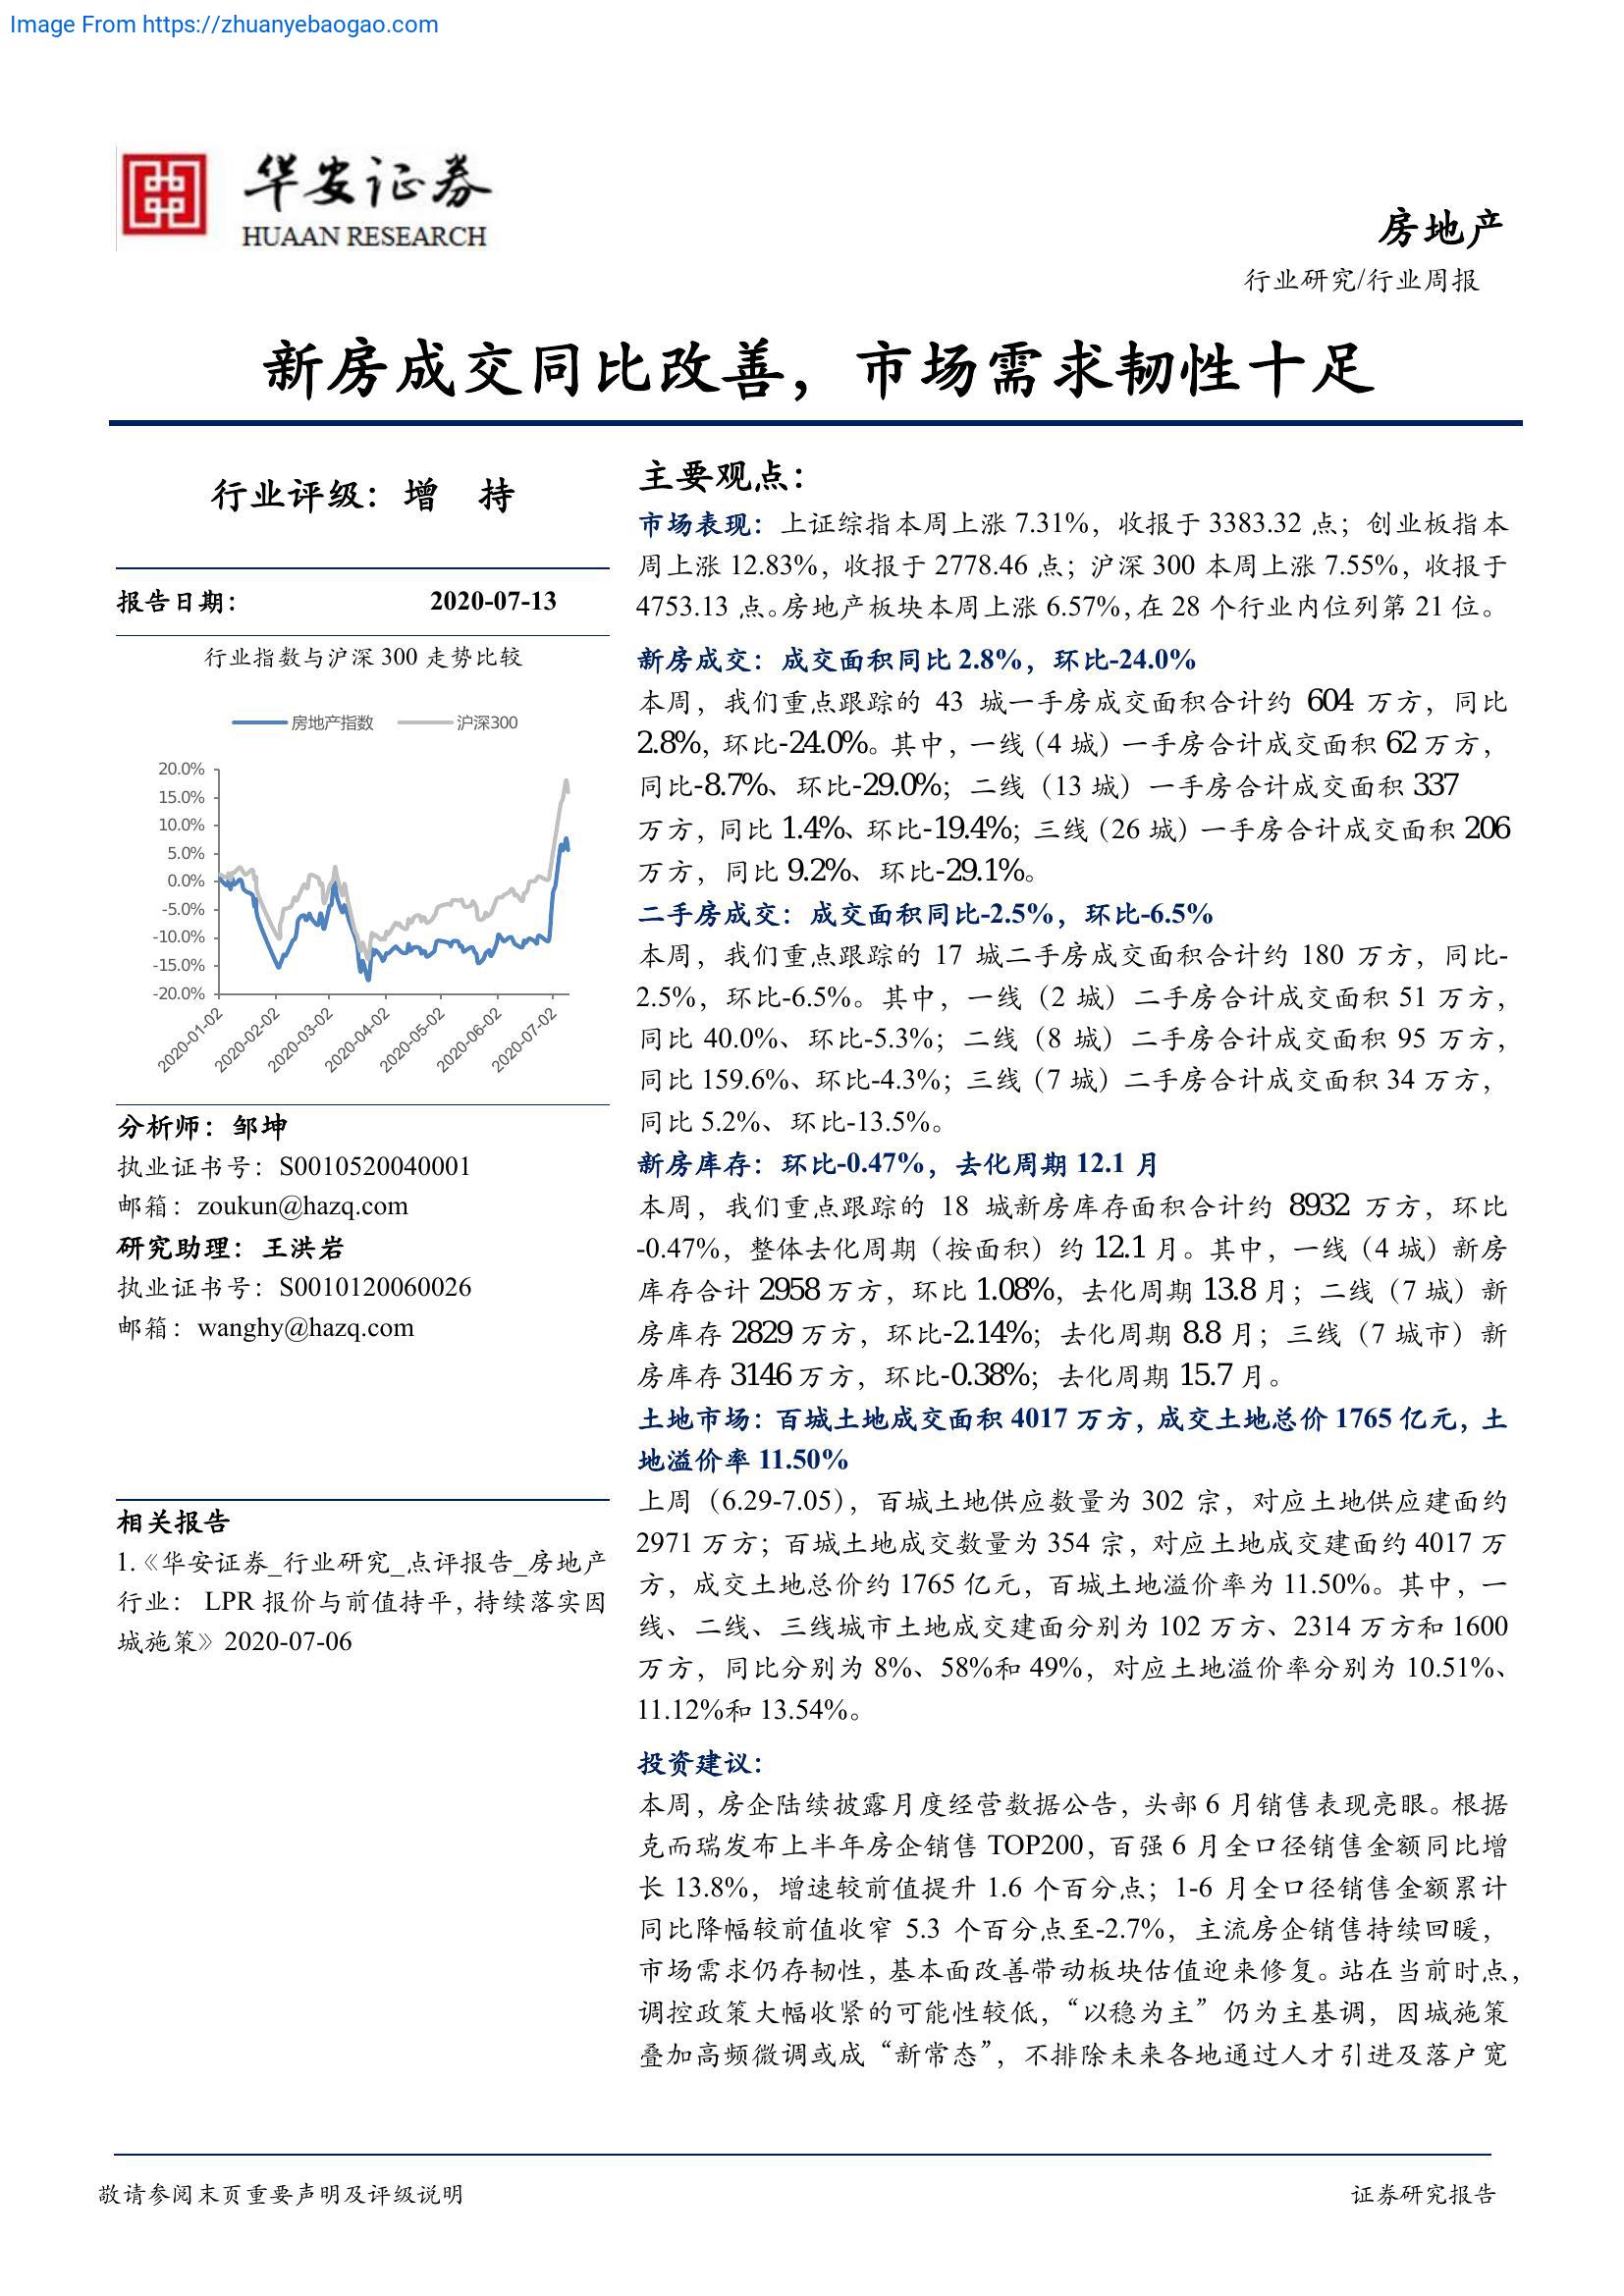 Image From https://zhuanyebaogao.com
华安证券
HUAAN RESEARCH
房地产
行业研究/行业周报
新房成交同比改善，市场需求韧性十足
行业评级：增 持
报告日期： 2020-07-13
行业指数与沪深 300 走势比较
房地产指数 沪深300
20.0%
15.0%
10.0%
5.0%
0.0%
-5.0%
-10.0%
-15.0%
-20.0%
2020-01-02 2020-02-02 2020-03-02 2020-04-02 2020-05-02 2020-06-02 2020-07-02
分析师：邹坤
执业证书号：S0010520040001
邮箱：zoukun@hazq.com
研究助理：王洪岩
执业证书号：S0010120060026
邮箱：wanghy@hazq.com
相关报告
1.《华安证券_行业研究_点评报告_房地产
行业： LPR 报价与前值持平，持续落实因
城施策》2020-07-06
主要观点：
市场表现：上证综指本周上涨 7.31%，收报于 3383.32 点；创业板指本
周上涨 12.83%，收报于 2778.46 点；沪深 300 本周上涨 7.55%，收报于
4753.13 点。房地产板块本周上涨 6.57%，在 28 个行业内位列第 21 位。
新房成交：成交面积同比 2.8%，环比-24.0%
本周，我们重点跟踪的 43 城一手房成交面积合计约 604 万方，同比
2.8%，环比-24.0%。其中，一线（4 城）一手房合计成交面积 62 万方，
同比-8.7%、环比-29.0%；二线（13 城）一手房合计成交面积 337
万方，同比 1.4%、环比-19.4%；三线（26 城）一手房合计成交面积 206
万方，同比 9.2%、环比-29.1%。
二手房成交：成交面积同比-2.5%，环比-6.5%
本周，我们重点跟踪的 17 城二手房成交面积合计约 180 万方，同比-
2.5%，环比-6.5%。其中，一线（2 城）二手房合计成交面积 51 万方，
同比 40.0%、环比-5.3%；二线（8 城）二手房合计成交面积 95 万方，
同比 159.6%、环比-4.3%；三线（7 城）二手房合计成交面积 34 万方，
同比 5.2%、环比-13.5%。
新房库存：环比-0.47%，去化周期 12.1 月
本周，我们重点跟踪的 18 城新房库存面积合计约 8932 万方，环比
-0.47%，整体去化周期（按面积）约 12.1 月。其中，一线（4 城）新房
库存合计 2958 万方，环比 1.08%，去化周期 13.8 月；二线（7 城）新
房库存 2829 万方，环比-2.14%；去化周期 8.8 月；三线（7 城市）新
房库存 3146 万方，环比-0.38%；去化周期 15.7 月。
土地市场：百城土地成交面积 4017 万方，成交土地总价 1765 亿元，土
地溢价率 11.50%
上周（6.29-7.05），百城土地供应数量为 302 宗，对应土地供应建面约
2971 万方；百城土地成交数量为 354 宗，对应土地成交建面约 4017 万
方，成交土地总价约 1765 亿元，百城土地溢价率为 11.50%。其中，一
线、二线、三线城市土地成交建面分别为 102 万方、2314 万方和 1600
万方，同比分别为 8%、58%和 49%，对应土地溢价率分别为 10.51%、
11.12%和 13.54%。
投资建议：
本周，房企陆续披露月度经营数据公告，头部 6 月销售表现亮眼。根据
克而瑞发布上半年房企销售 TOP200，百强 6 月全口径销售金额同比增
长 13.8%，增速较前值提升 1.6 个百分点；1-6 月全口径销售金额累计
同比降幅较前值收窄 5.3 个百分点至-2.7%，主流房企销售持续回暖，
市场需求仍存韧性，基本面改善带动板块估值迎来修复。站在当前时点，
调控政策大幅收紧的可能性较低，“以稳为主”仍为主基调，因城施策
叠加高频微调或成“新常态”，不排除未来各地通过人才引进及落户宽
敬请参阅末页重要声明及评级说明 证券研究报告